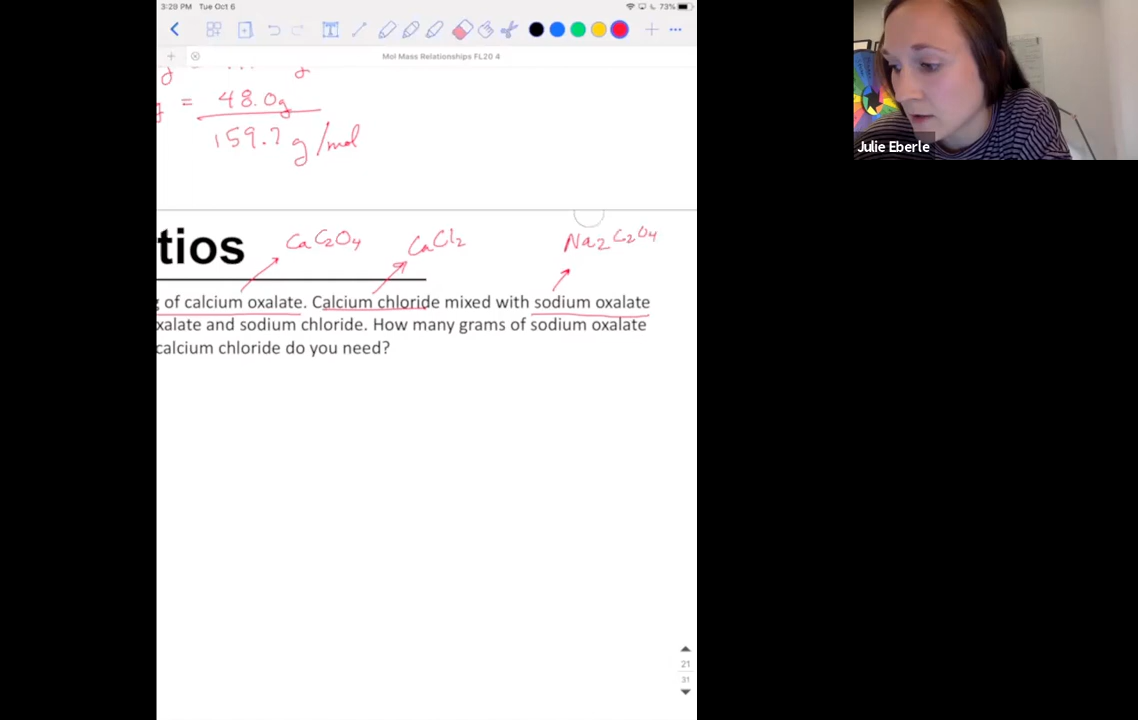 3:29 PM Tue Oct 6
73%
Mol Mass Relationships FL20 4
= 48.0g
159.7 g/mol
tios
CaC2O4
CaCl2
Na2C2O4
of calcium oxalate. Calcium chloride mixed with sodium oxalate
xalate and sodium chloride. How many grams of sodium oxalate
calcium chloride do you need?
21
31
Julie Eberle